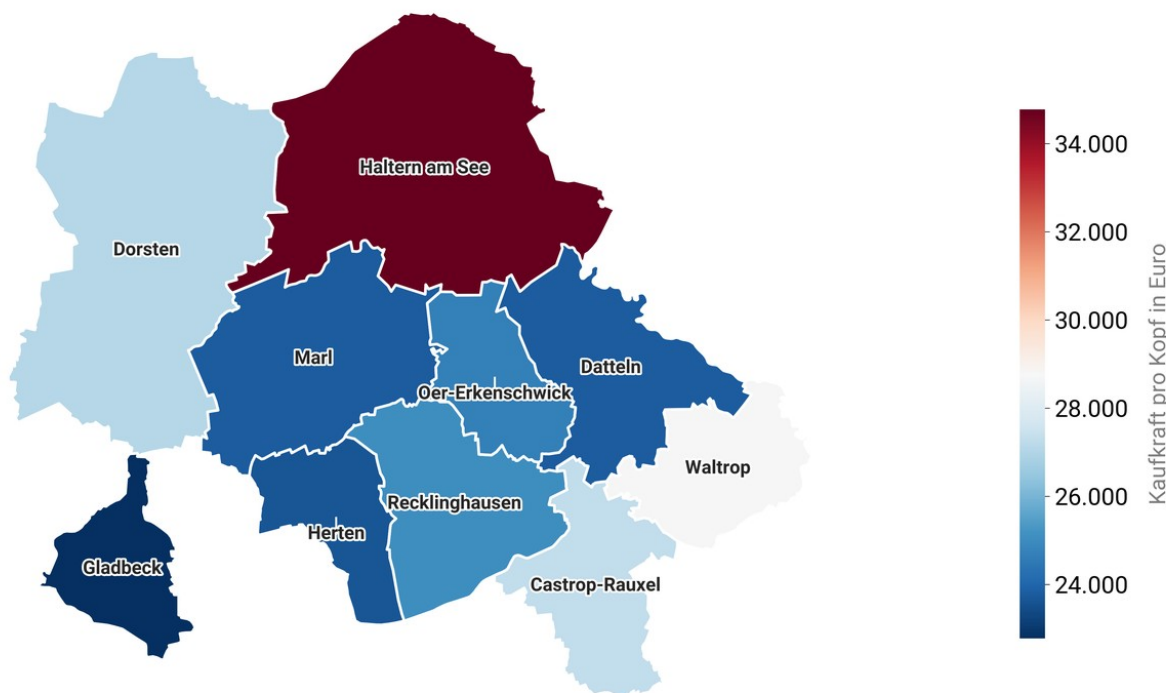 Haltern am See
Dorsten
Marl
Datteln
Oer-Erkenschwick
Waltrop
Recklinghausen
Herten
Gladbeck
Castrop-Rauxel
34.000
32.000
30.000
28.000
26.000
24.000
Kaufkraft pro Kopf in Euro